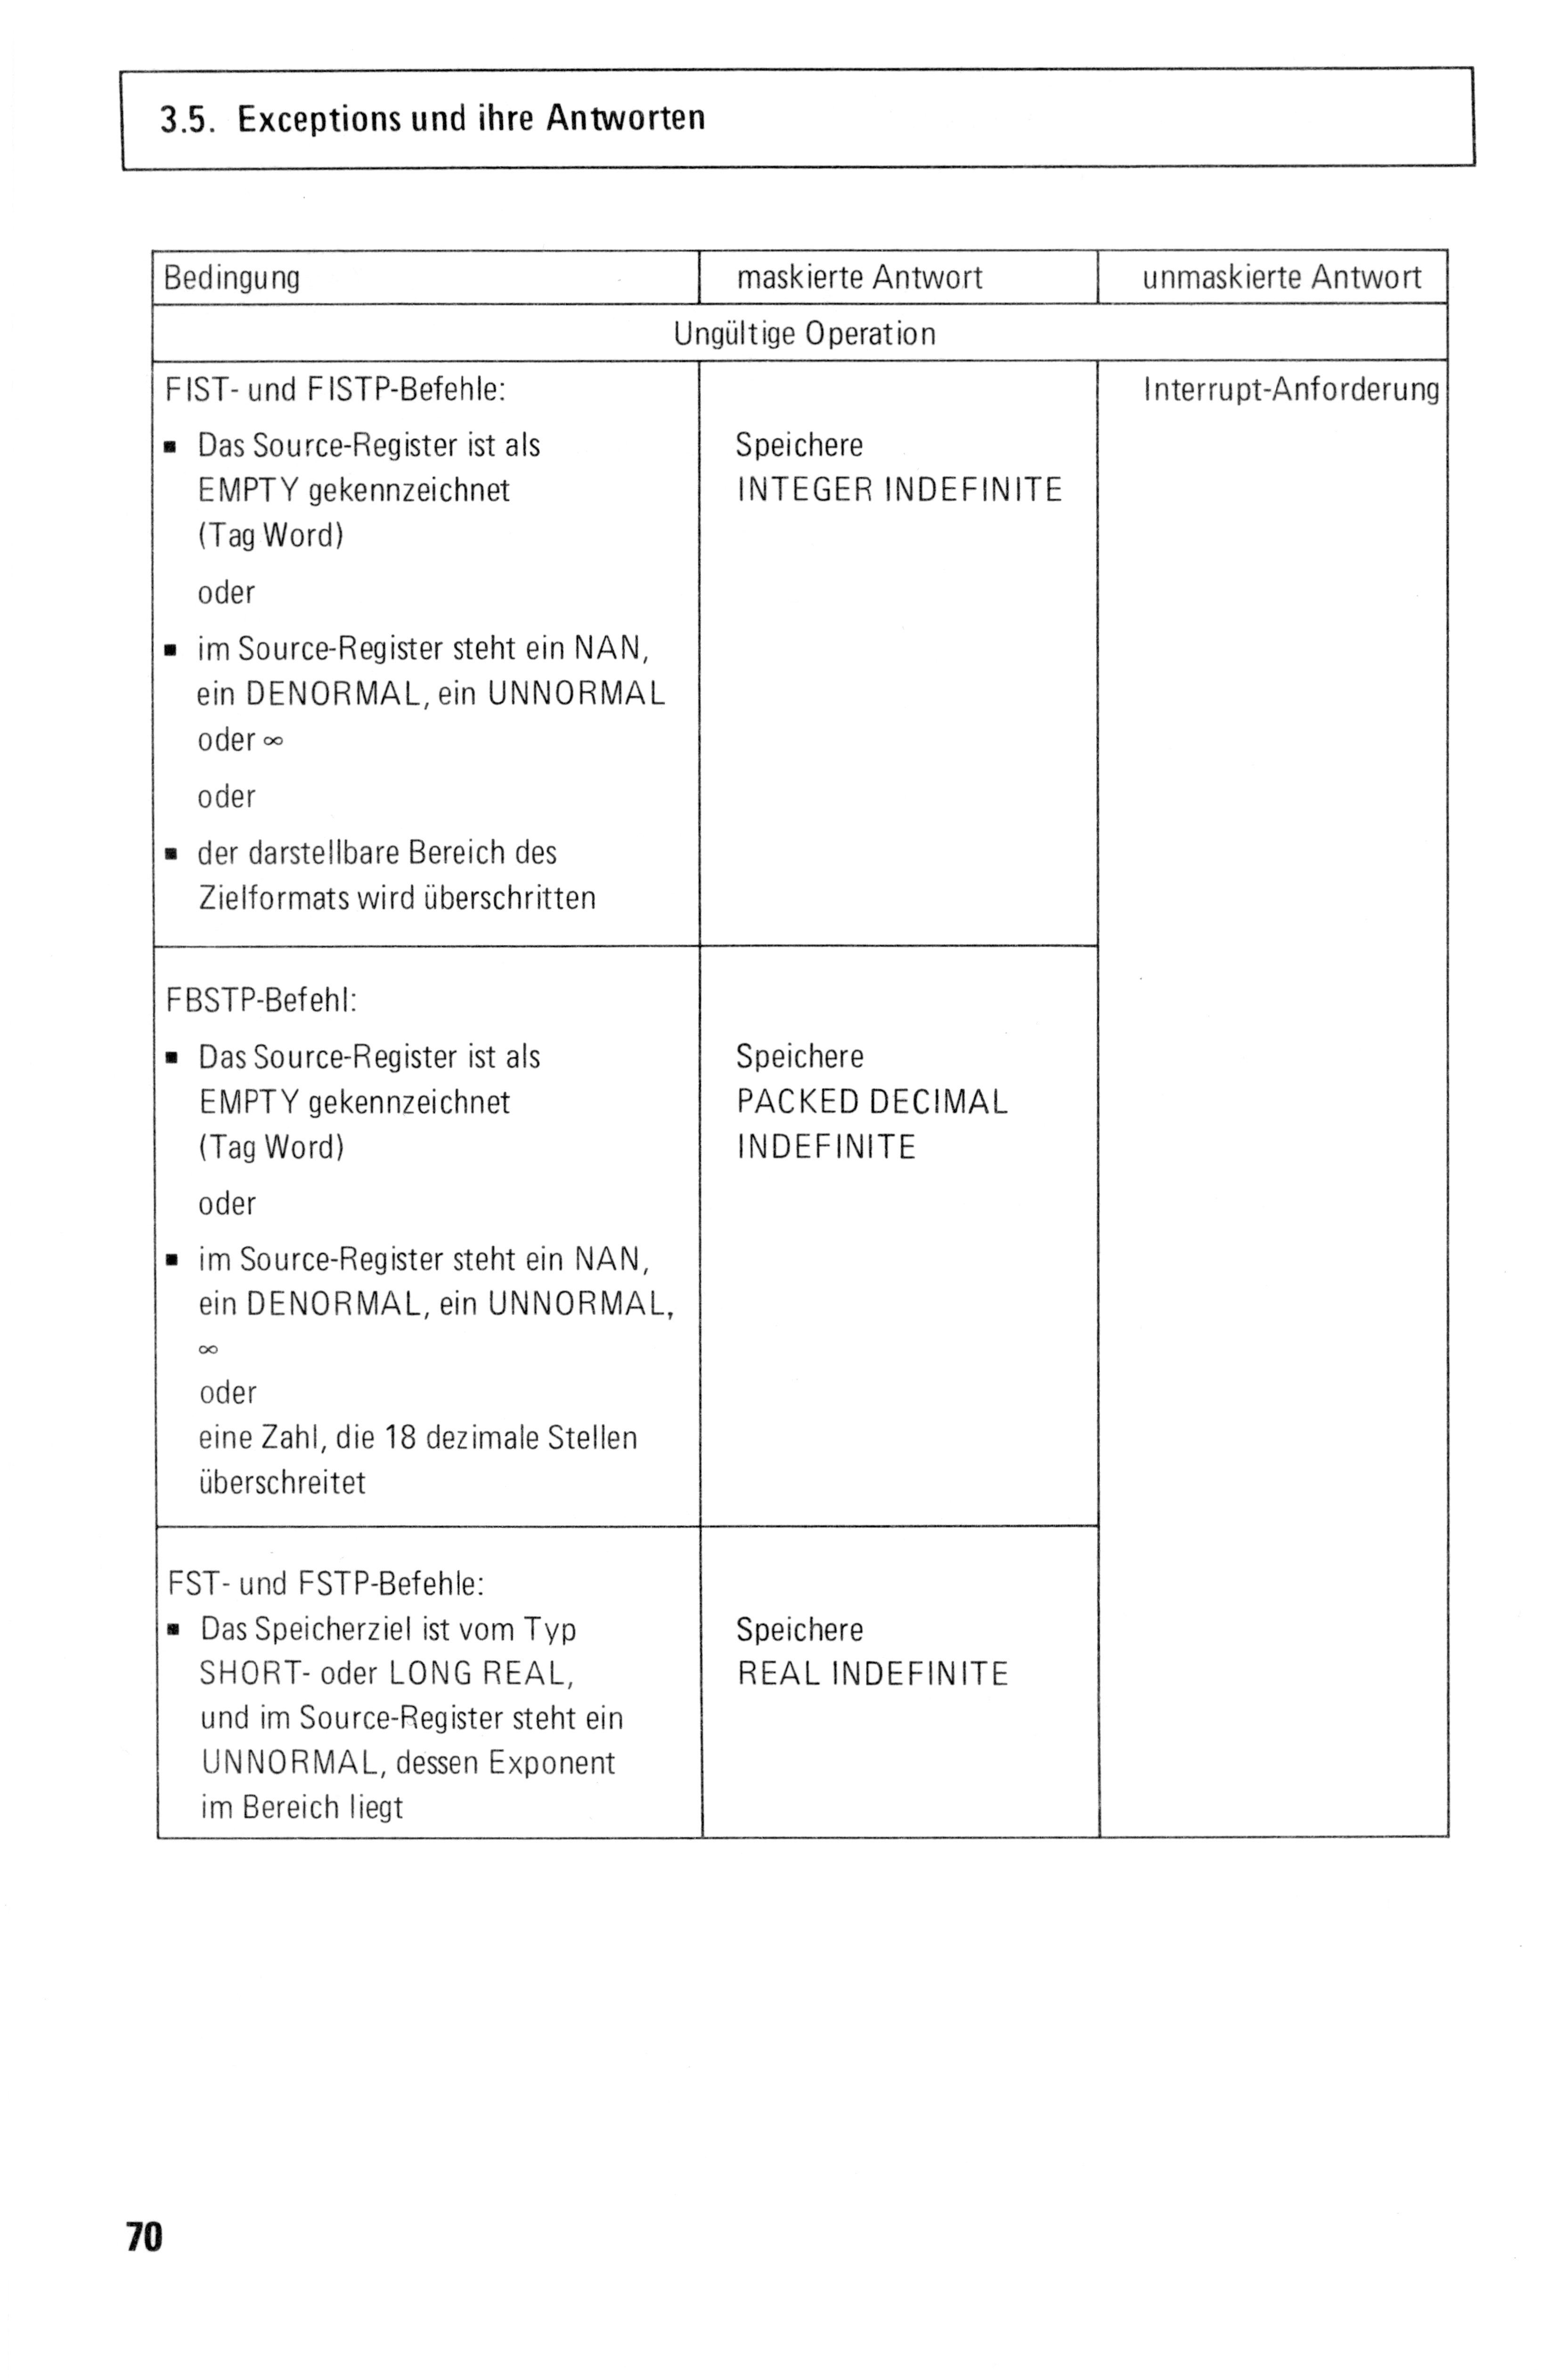 3.5. Exceptions und ihre Antworten
Bedingung maskierte Antwort unmaskierte Antwort
Ungültige Operation
FIST- und FISTP-Befehle: Interrupt-Anforderung
▪ Das Source-Register ist als Speichere
EMPTY gekennzeichnet INTEGER INDEFINITE
(Tag Word)
oder
▪ im Source-Register steht ein NAN,
ein DENORMAL, ein UNNORMAL
oder ∞
oder
▪ der darstellbare Bereich des
Zielformats wird überschritten
FBSTP-Befehl:
▪ Das Source-Register ist als Speichere
EMPTY gekennzeichnet PACKED DECIMAL
(Tag Word) INDEFINITE
oder
▪ im Source-Register steht ein NAN,
ein DENORMAL, ein UNNORMAL,
∞
oder
eine Zahl, die 18 dezimale Stellen
überschreitet
FST- und FSTP-Befehle:
▪ Das Speicherziel ist vom Typ Speichere
SHORT- oder LONG REAL, REAL INDEFINITE
und im Source-Register steht ein
UNNORMAL, dessen Exponent
im Bereich liegt
70